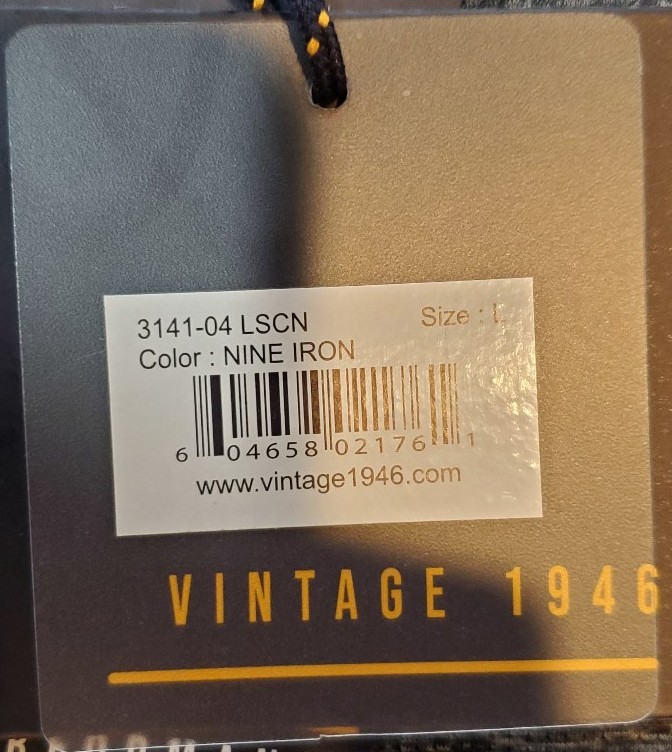 3141-04 LSCN Size : L
Color : NINE IRON
6 04658 02176 1
www.vintage1946.com
VINTAGE 1946